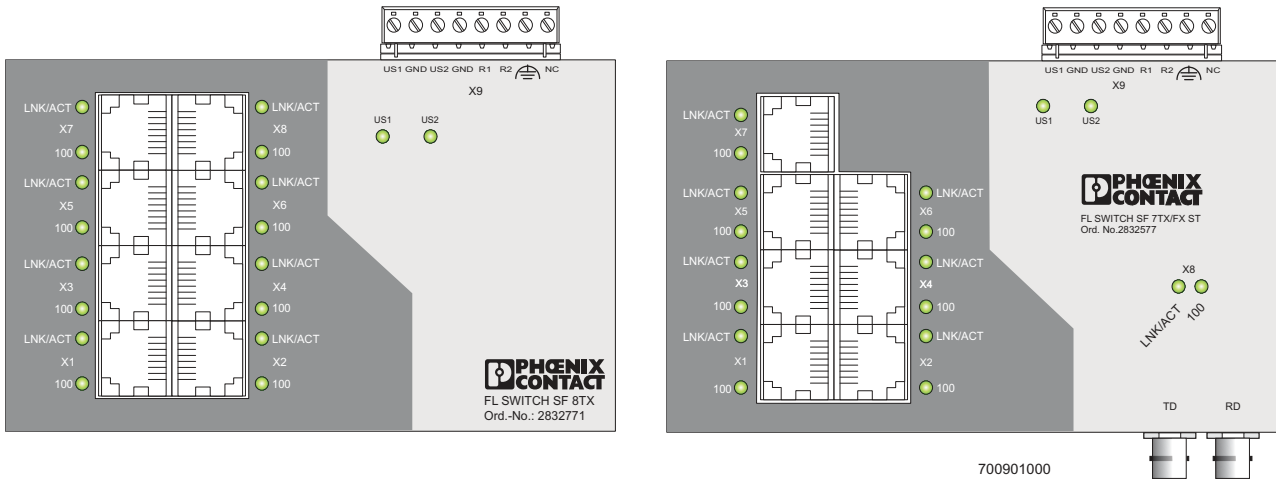 US1 GND US2 GND R1 R2 NC
X9
US1 US2
LNK/ACT LNK/ACT
X7 X8
100 100
LNK/ACT LNK/ACT
X5 X6
100 100
LNK/ACT LNK/ACT
X3 X4
100 100
LNK/ACT LNK/ACT
X1 X2
100 100
PHŒNIX
CONTACT
FL SWITCH SF 8TX
Ord.-No.: 2832771
US1 GND US2 GND R1 R2 NC
X9
US1 US2
LNK/ACT
X7
100
PHŒNIX
CONTACT
FL SWITCH SF 7TX/FX ST
Ord. No.2832577
LNK/ACT LNK/ACT
X5 X6
100 100
LNK/ACT LNK/ACT
X3 X4
100 100
LNK/ACT LNK/ACT
X1 X2
100 100
X8
LNK/ACT 100
TD RD
700901000